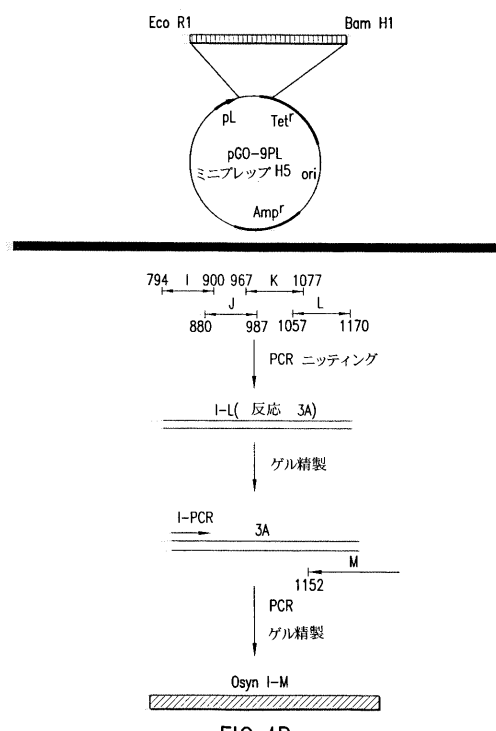 Eco R1 Bam H1
pL Tetr
pGO-9PL
ミニプレップ H5 ori
Ampr
794 I 900 967 K 1077
J L
880 987 1057 1170
PCR ニッティング
I-L( 反応 3A)
ゲル精製
I-PCR
3A
M
1152
PCR
ゲル精製
Osyn I-M